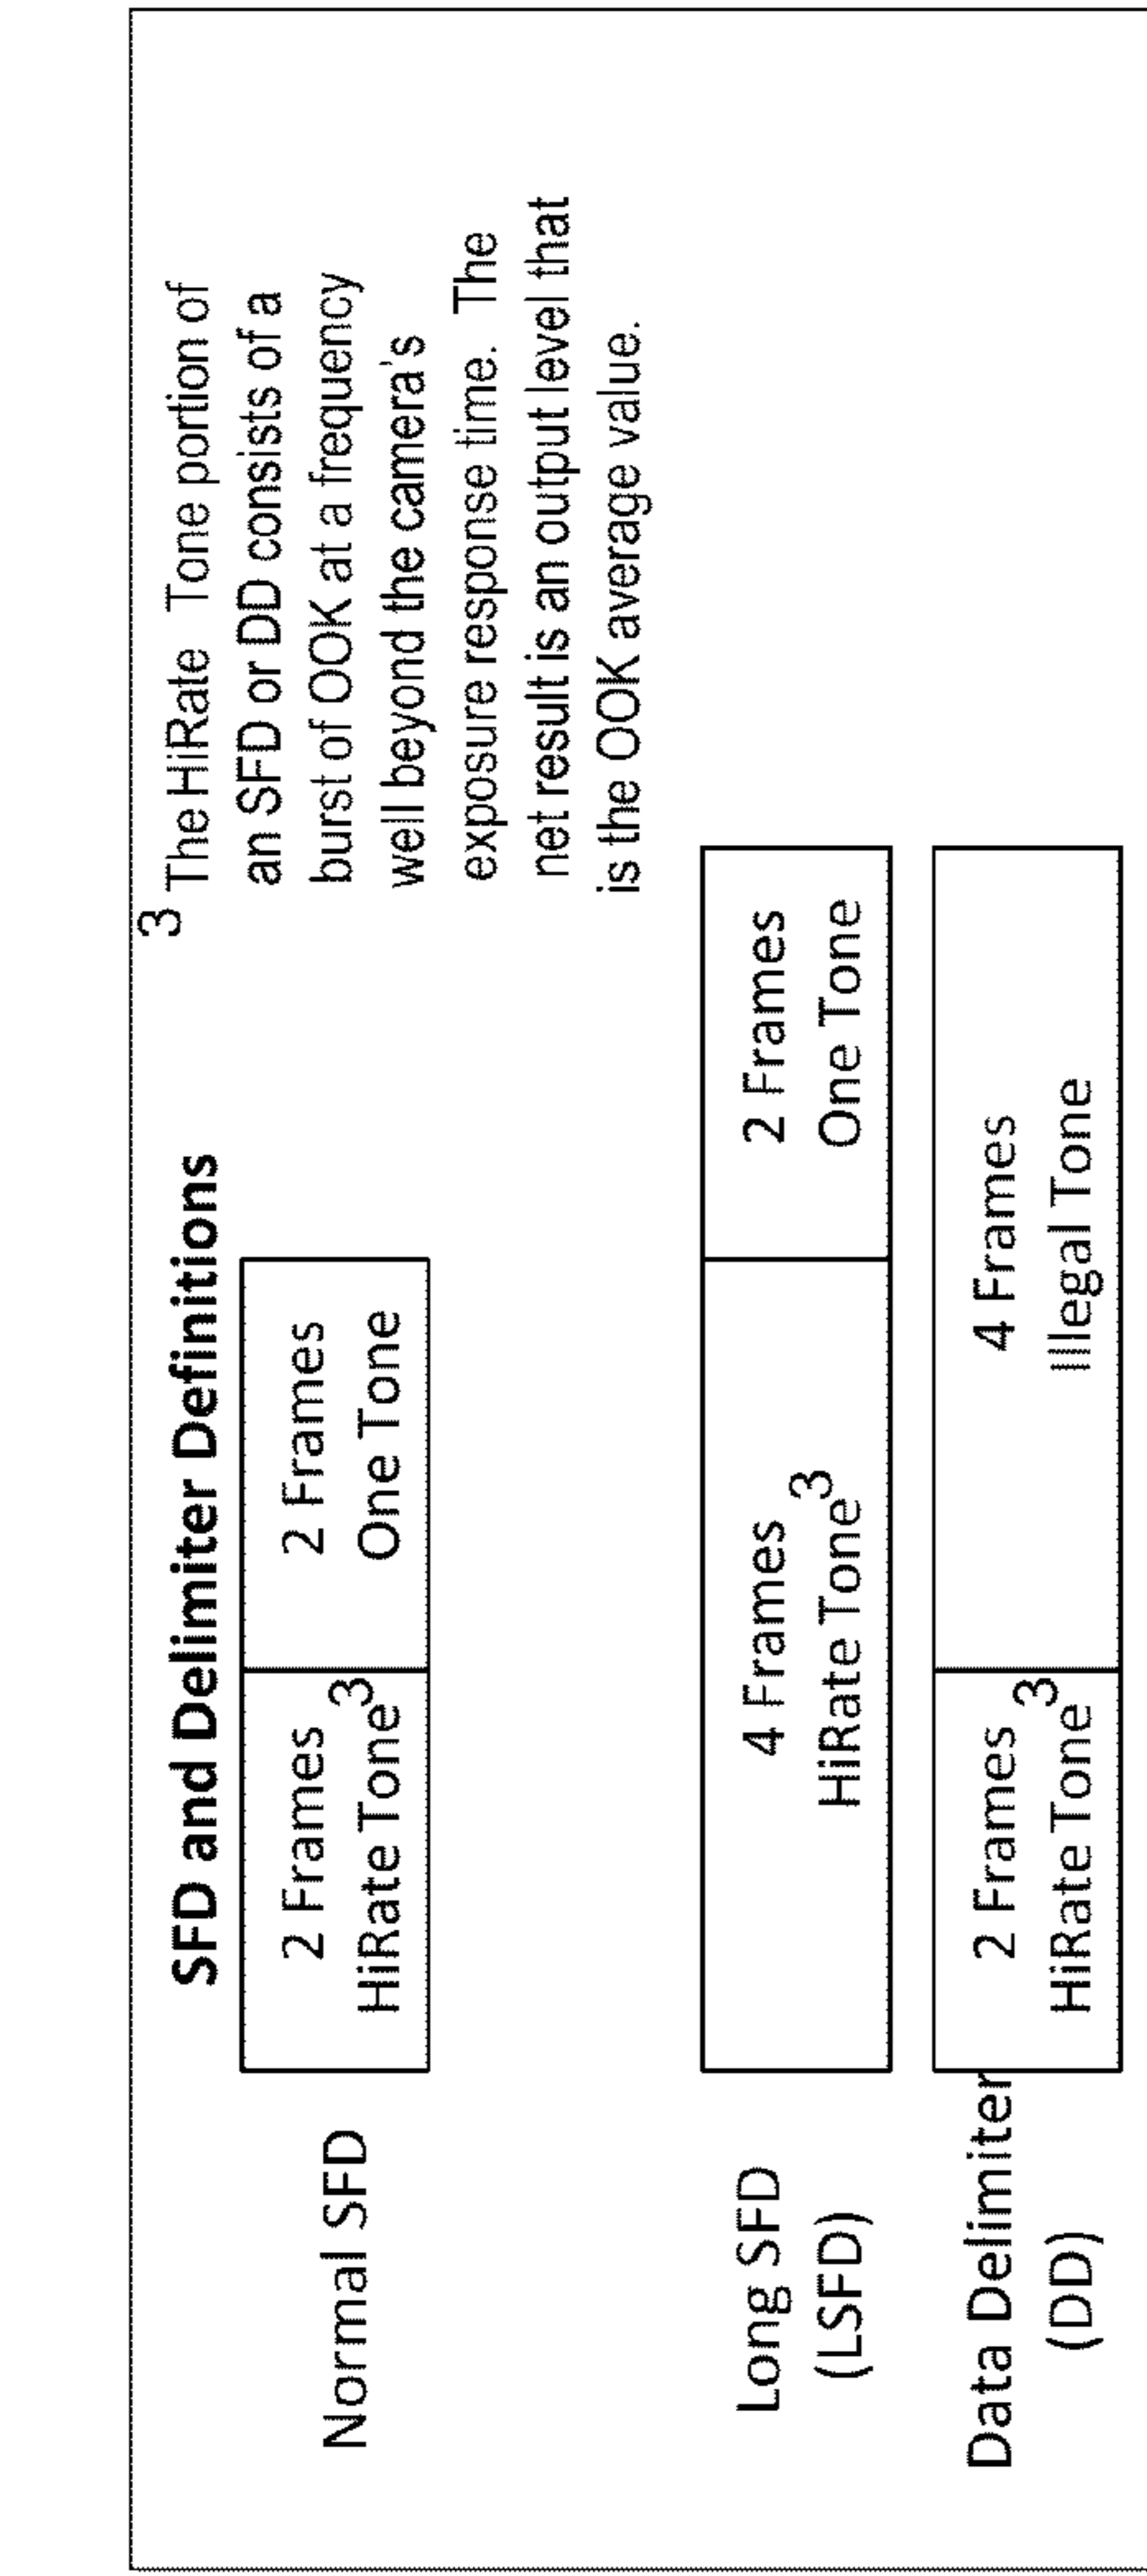 SFD and Delimiter Definitions
Normal SFD
2 Frames
HiRate Tone3
2 Frames
One Tone
3 The HiRate Tone portion of
an SFD or DD consists of a
burst of OOK at a frequency
well beyond the camera's
exposure response time. The
net result is an output level that
is the OOK average value.
Long SFD
(LSFD)
4 Frames
HiRate Tone3
2 Frames
One Tone
Data Delimiter
(DD)
2 Frames
HiRate Tone3
4 Frames
Illegal Tone